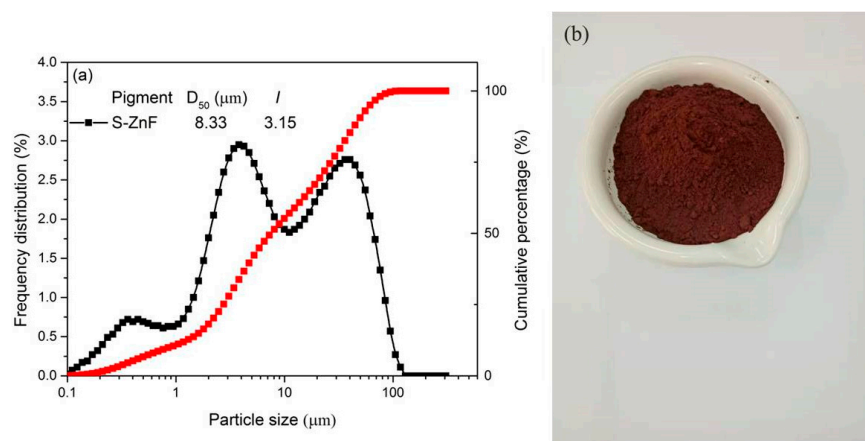 (a)
Pigment D₅₀ (μm) I
S-ZnF 8.33 3.15
Frequency distribution (%)
4.0
3.5
3.0
2.5
2.0
1.5
1.0
0.5
0.0
0.1 1 10 100
Particle size (μm)
100
50
0
Cumulative percentage (%)
(b)